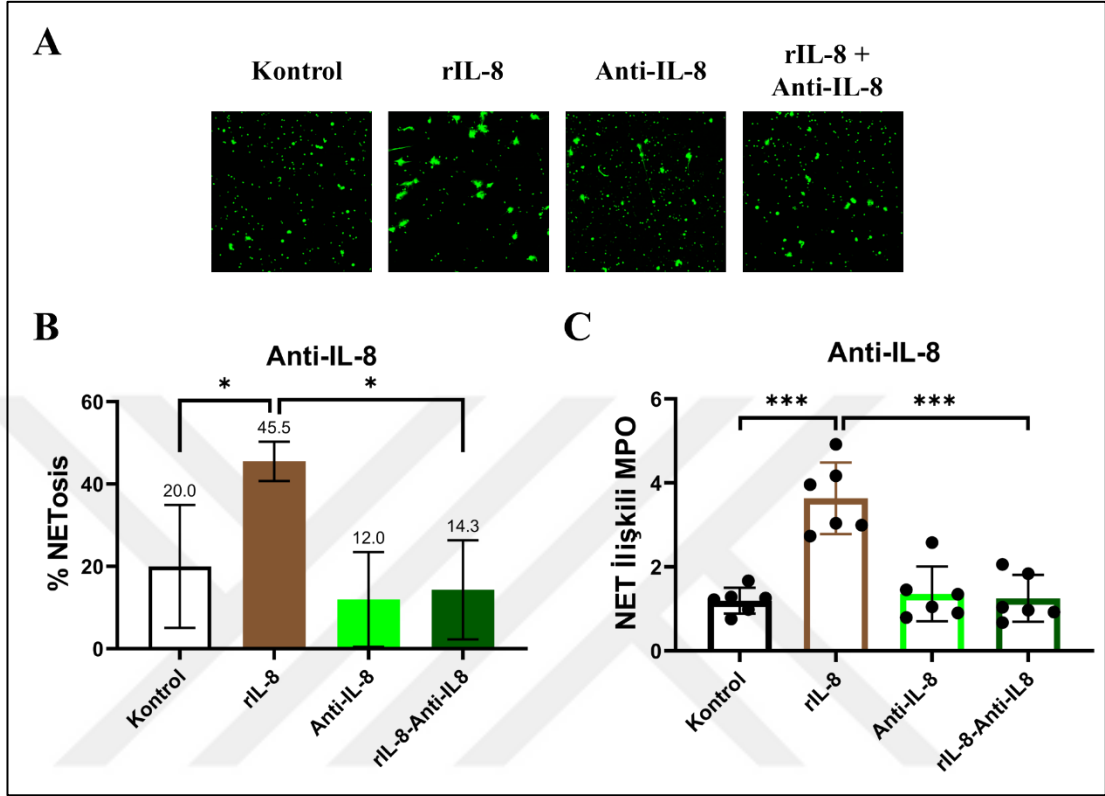 A
Kontrol
rIL-8
Anti-IL-8
rIL-8 +
Anti-IL-8
B
Anti-IL-8
*
*
60
40
20
0
% NETosis
20.0
45.5
12.0
14.3
Kontrol
rIL-8
Anti-IL-8
rIL-8-Anti-IL8
C
Anti-IL-8
***
***
6
4
2
0
NET İlişkili MPO
Kontrol
rIL-8
Anti-IL-8
rIL-8-Anti-IL8